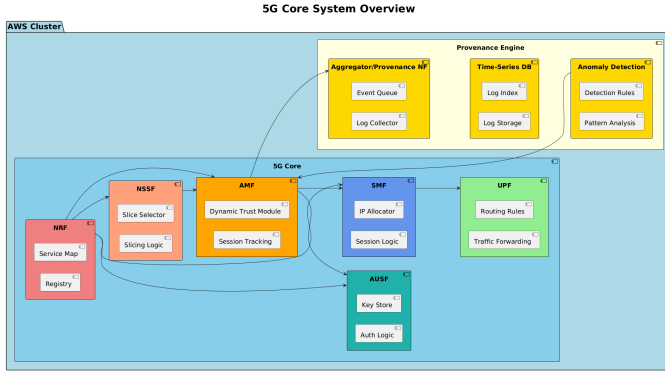 5G Core System Overview
AWS Cluster
Provenance Engine
Aggregator/Provenance NF
Event Queue
Log Collector
Time-Series DB
Log Index
Log Storage
Anomaly Detection
Detection Rules
Pattern Analysis
5G Core
NRF
Service Map
Registry
NSSF
Slice Selector
Slicing Logic
AMF
Dynamic Trust Module
Session Tracking
SMF
IP Allocator
Session Logic
UPF
Routing Rules
Traffic Forwarding
AUSF
Key Store
Auth Logic